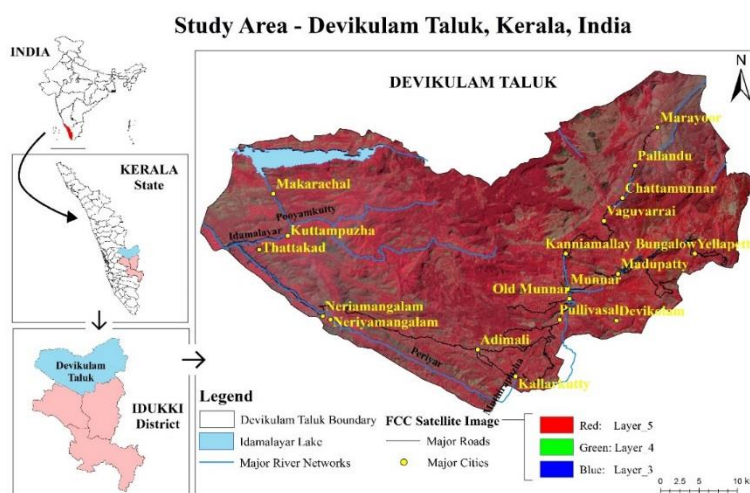 Study Area - Devikulam Taluk, Kerala, India
INDIA
DEVIKULAM TALUK
N
KERALA
State
Marayoor
Pallandu
Chattamunnar
Vaguvarrai
Makarachal
Pooyamkutty
Idamalayar
Kuttampuzha
Thattakad
Kanniamallay Bungalow
Yellapatty
Madupatty
Munnar
Old Munnar
Neriamangalam
Neriyamangalam
Pullivasal
Devikolam
Periyar
Adimali
Kallarkutty
Devikulam
Taluk
IDUKKI
District
Legend
Devikulam Taluk Boundary
Idamalayar Lake
Major River Networks
FCC Satellite Image
Major Roads
Major Cities
Red: Layer_5
Green: Layer_4
Blue: Layer_3
0 2.5 5 10 km